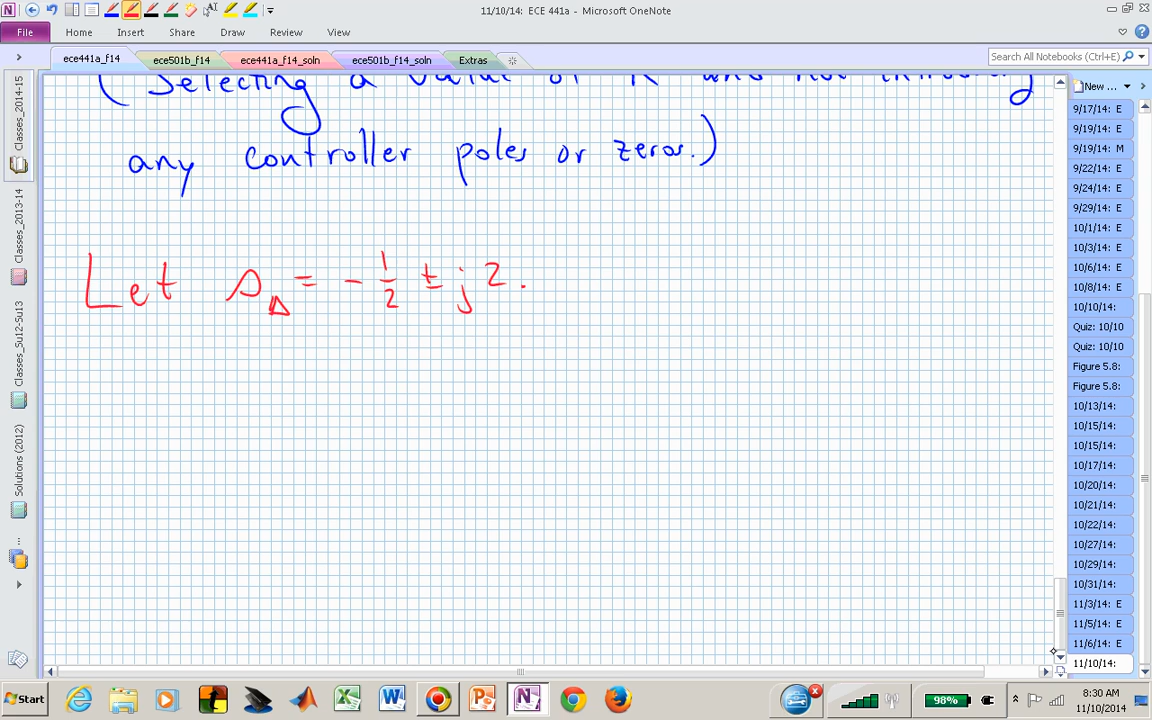 11/10/14: ECE 441a - Microsoft OneNote
File Home Insert Share Draw Review View
ece441a_f14 ece501b_f14 ece441a_f14_soln ece501b_f14_soln Extras
Search All Notebooks (Ctrl+E)
New ...
(Selecting a value of K and not introducing
any controller poles or zeros.)
Let s_Δ = - 1/2 ± j2.
Classes_2014-15
Classes_2013-14
Classes_Su12-Su13
Solutions (2012)
9/17/14: E
9/19/14: E
9/19/14: M
9/22/14: E
9/24/14: E
9/29/14: E
10/1/14: E
10/3/14: E
10/6/14: E
10/8/14: E
10/10/14:
Quiz: 10/10
Quiz: 10/10
Figure 5.8:
Figure 5.8:
10/13/14:
10/15/14:
10/15/14:
10/17/14:
10/20/14:
10/21/14:
10/22/14:
10/27/14:
10/29/14:
10/31/14:
11/3/14: E
11/5/14: E
11/6/14: E
11/10/14:
Start
98%
8:30 AM
11/10/2014